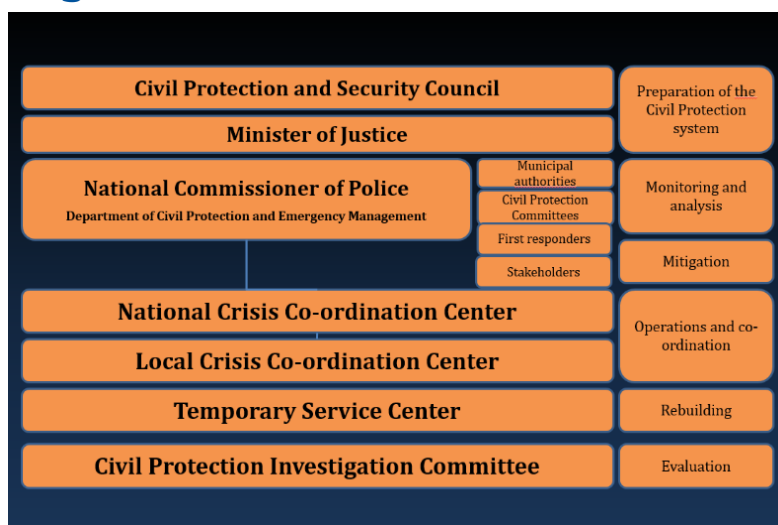 Civil Protection and Security Council
Preparation of the
Civil Protection
system
Minister of Justice
National Commissioner of Police
Department of Civil Protection and Emergency Management
Municipal
authorities
Civil Protection
Committees
First responders
Stakeholders
Monitoring and
analysis
Mitigation
National Crisis Co-ordination Center
Local Crisis Co-ordination Center
Operations and co-
ordination
Temporary Service Center
Rebuilding
Civil Protection Investigation Committee
Evaluation